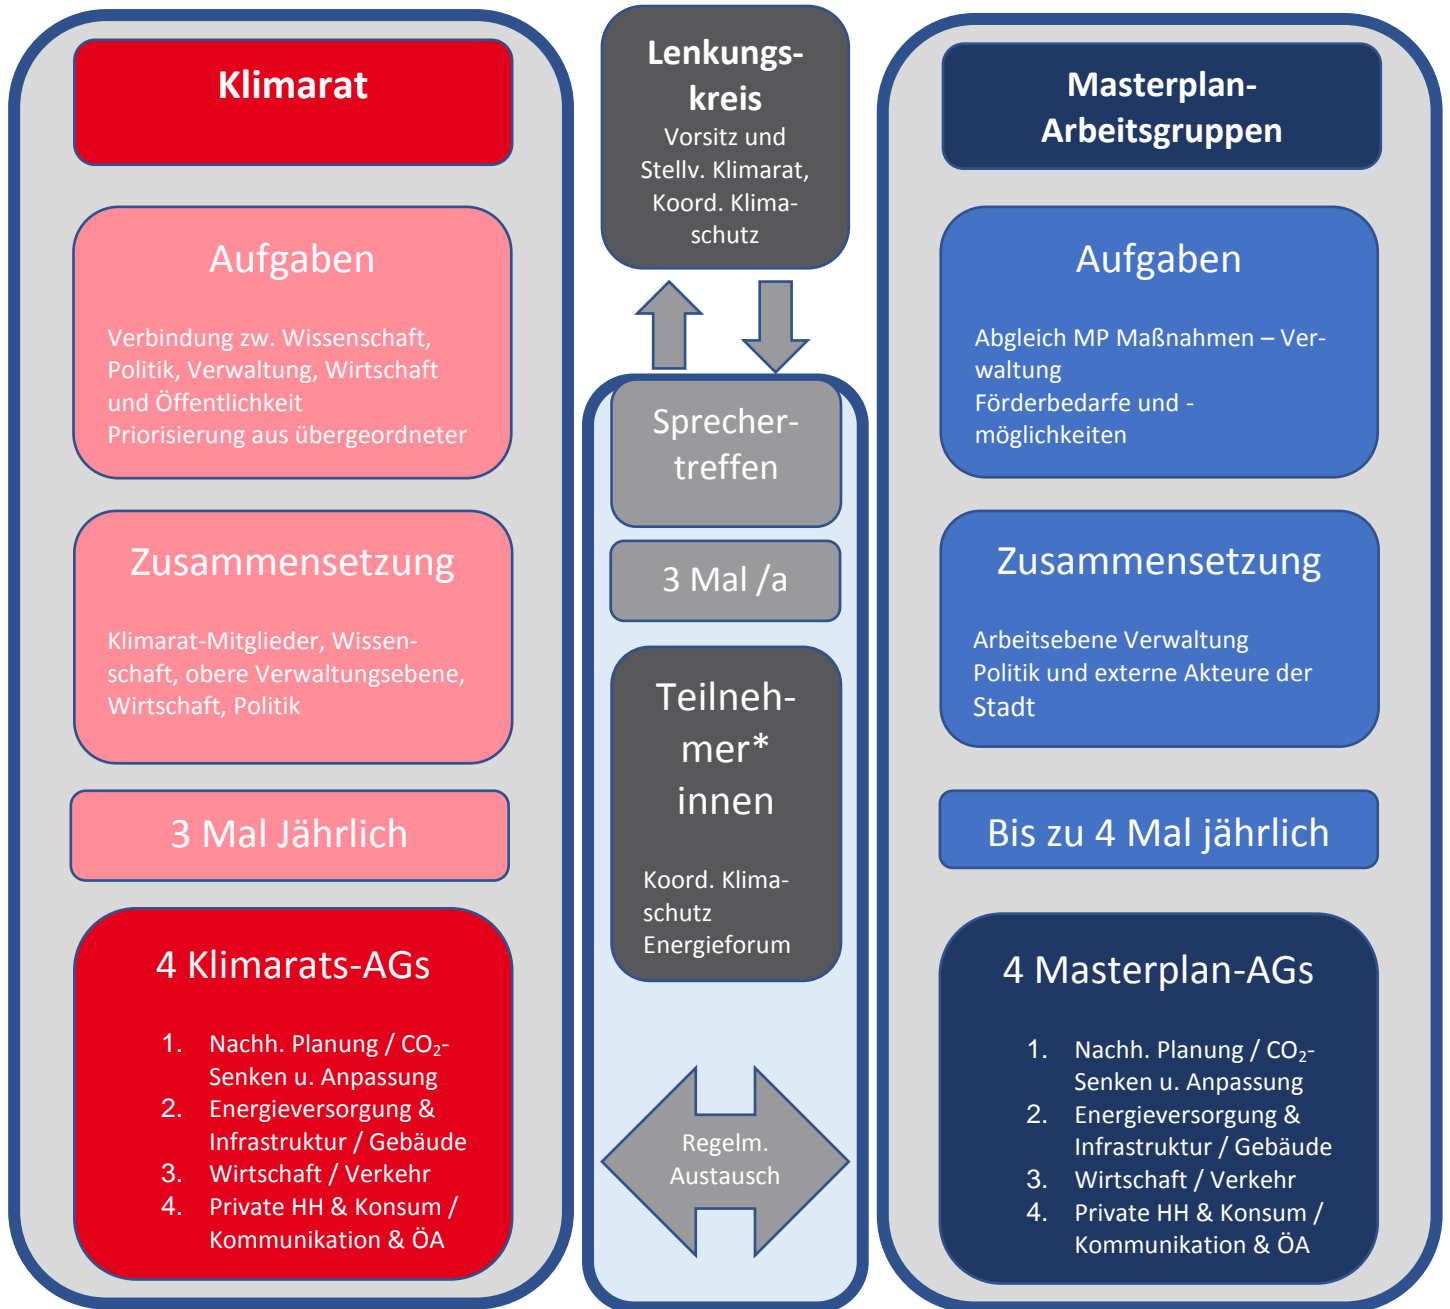 Klimarat
Aufgaben
Verbindung zw. Wissenschaft,
Politik, Verwaltung, Wirtschaft
und Öffentlichkeit
Priorisierung aus übergeordneter
Zusammensetzung
Klimarat-Mitglieder, Wissen-
schaft, obere Verwaltungsebene,
Wirtschaft, Politik
3 Mal Jährlich
4 Klimarats-AGs
1. Nachh. Planung / CO₂-
Senken u. Anpassung
2. Energieversorgung &
Infrastruktur / Gebäude
3. Wirtschaft / Verkehr
4. Private HH & Konsum /
Kommunikation & ÖA
Lenkungs-
kreis
Vorsitz und
Stellv. Klimarat,
Koord. Klima-
schutz
Sprecher-
treffen
3 Mal /a
Teilneh-
mer*
innen
Koord. Klima-
schutz
Energieforum
Regelm.
Austausch
Masterplan-
Arbeitsgruppen
Aufgaben
Abgleich MP Maßnahmen – Ver-
waltung
Förderbedarfe und -
möglichkeiten
Zusammensetzung
Arbeitsebene Verwaltung
Politik und externe Akteure der
Stadt
Bis zu 4 Mal jährlich
4 Masterplan-AGs
1. Nachh. Planung / CO₂-
Senken u. Anpassung
2. Energieversorgung &
Infrastruktur / Gebäude
3. Wirtschaft / Verkehr
4. Private HH & Konsum /
Kommunikation & ÖA